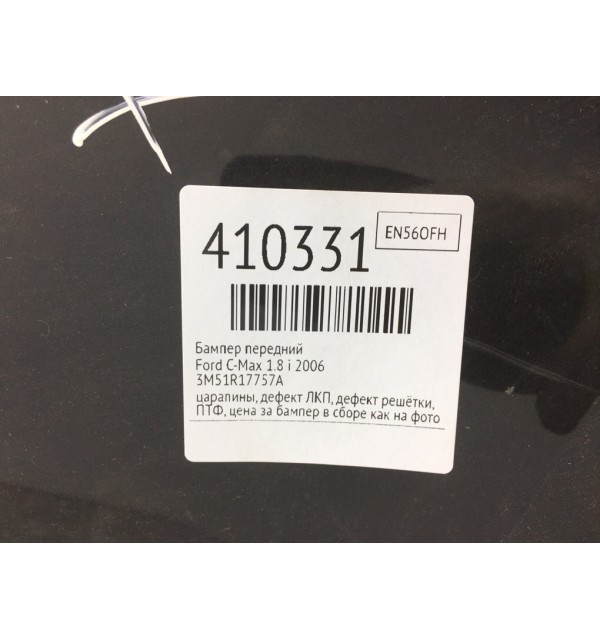 410331
EN56OFH
Бампер передний
Ford C-Max 1.8 i 2006
3M51R17757A
царапины, дефект ЛКП, дефект решётки,
ПТФ, цена за бампер в сборе как на фото